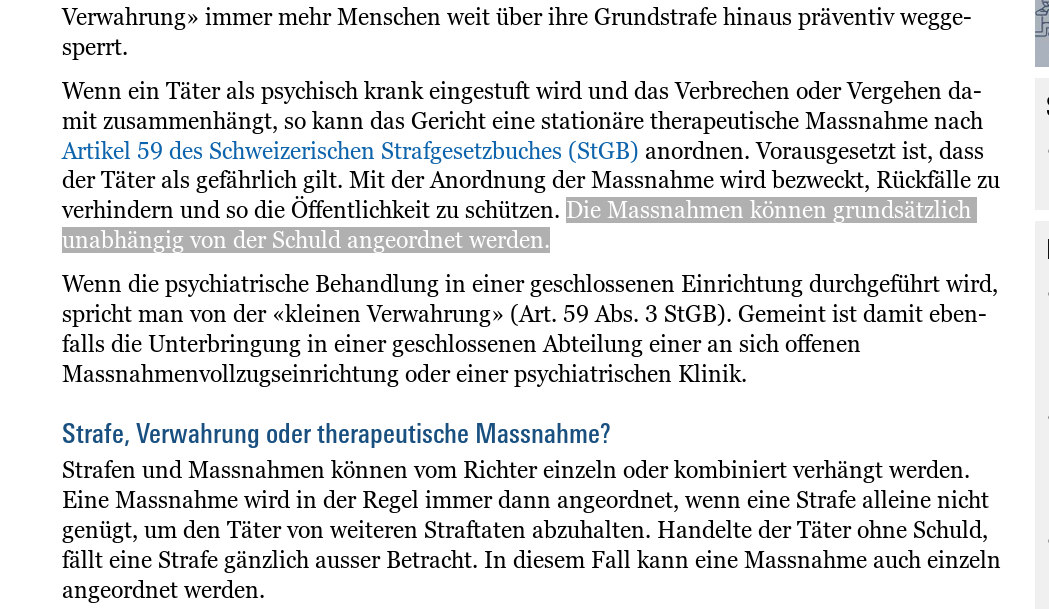 Verwahrung» immer mehr Menschen weit über ihre Grundstrafe hinaus präventiv wegge-
sperrt.
Wenn ein Täter als psychisch krank eingestuft wird und das Verbrechen oder Vergehen da-
mit zusammenhängt, so kann das Gericht eine stationäre therapeutische Massnahme nach
Artikel 59 des Schweizerischen Strafgesetzbuches (StGB) anordnen. Vorausgesetzt ist, dass
der Täter als gefährlich gilt. Mit der Anordnung der Massnahme wird bezweckt, Rückfälle zu
verhindern und so die Öffentlichkeit zu schützen. Die Massnahmen können grundsätzlich
unabhängig von der Schuld angeordnet werden.
Wenn die psychiatrische Behandlung in einer geschlossenen Einrichtung durchgeführt wird,
spricht man von der «kleinen Verwahrung» (Art. 59 Abs. 3 StGB). Gemeint ist damit eben-
falls die Unterbringung in einer geschlossenen Abteilung einer an sich offenen
Massnahmenvollzugseinrichtung oder einer psychiatrischen Klinik.
Strafe, Verwahrung oder therapeutische Massnahme?
Strafen und Massnahmen können vom Richter einzeln oder kombiniert verhängt werden.
Eine Massnahme wird in der Regel immer dann angeordnet, wenn eine Strafe alleine nicht
genügt, um den Täter von weiteren Straftaten abzuhalten. Handelte der Täter ohne Schuld,
fällt eine Strafe gänzlich ausser Betracht. In diesem Fall kann eine Massnahme auch einzeln
angeordnet werden.